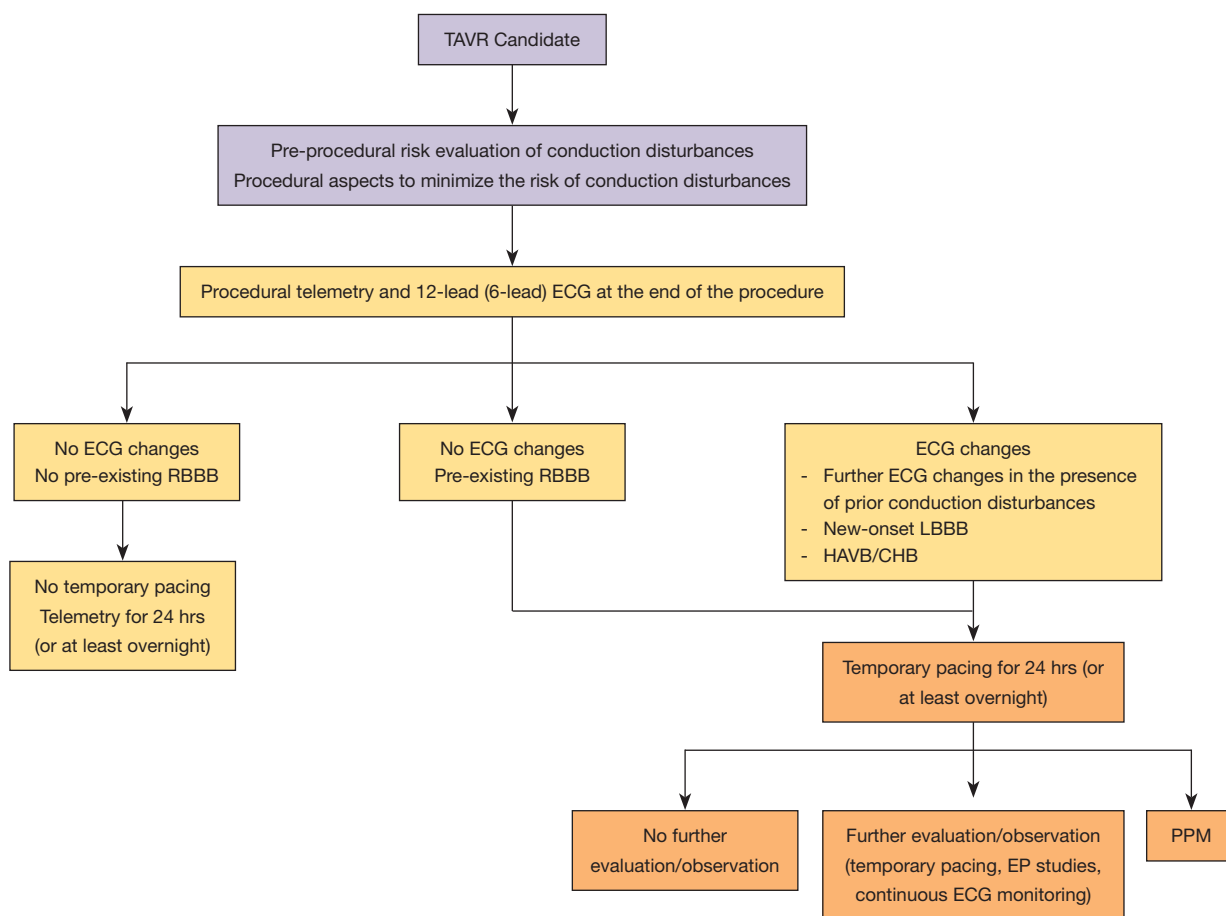 TAVR Candidate
Pre-procedural risk evaluation of conduction disturbances
Procedural aspects to minimize the risk of conduction disturbances
Procedural telemetry and 12-lead (6-lead) ECG at the end of the procedure
No ECG changes
No pre-existing RBBB
No ECG changes
Pre-existing RBBB
ECG changes
- Further ECG changes in the presence
of prior conduction disturbances
- New-onset LBBB
- HAVB/CHB
No temporary pacing
Telemetry for 24 hrs
(or at least overnight)
Temporary pacing for 24 hrs (or
at least overnight)
No further
evaluation/observation
Further evaluation/observation
(temporary pacing, EP studies,
continuous ECG monitoring)
PPM